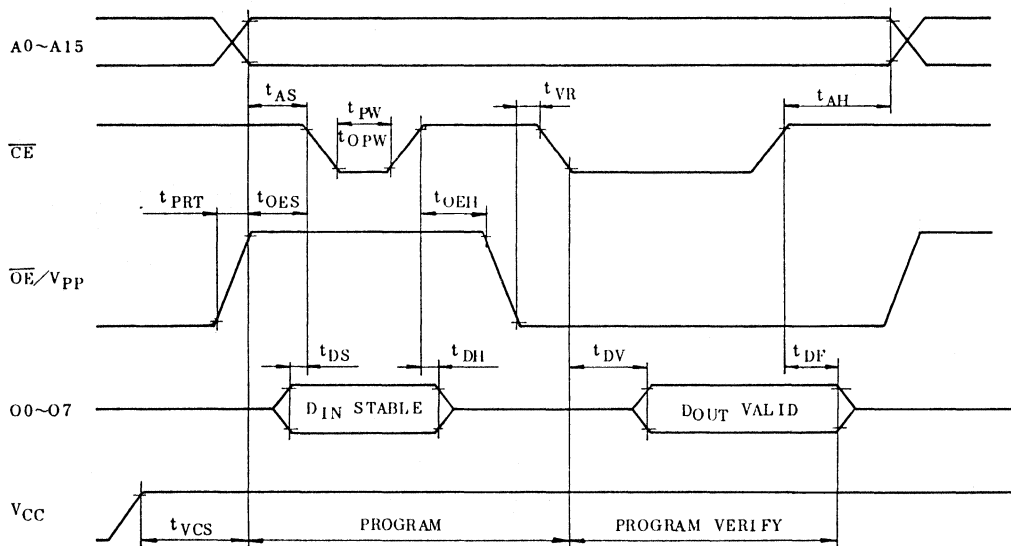 A0~A15
tAS
tPW
tOPW
tVR
tAH
CE
tPRT
tOES
tOEH
OE/VPP
tDS
tDH
tDV
tDF
O0~O7
DIN STABLE
DOUT VALID
VCC
tVCS
PROGRAM
PROGRAM VERIFY